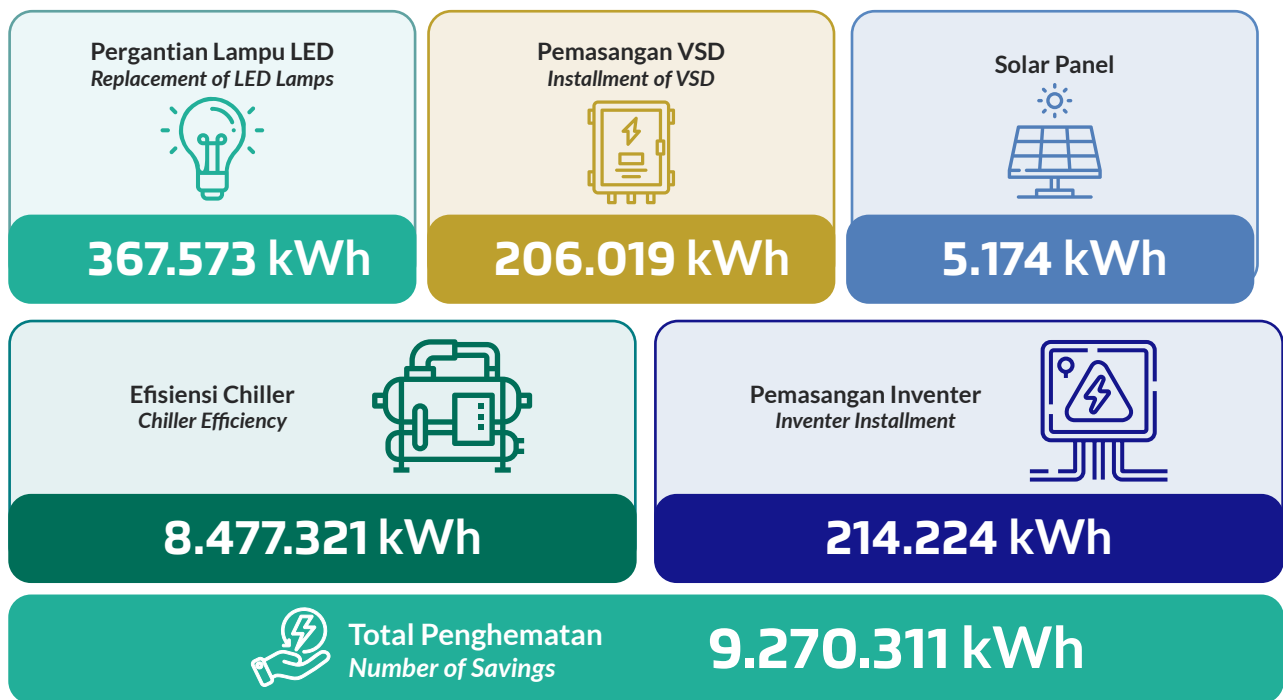 Pergantian Lampu LED
Replacement of LED Lamps
367.573 kWh
Pemasangan VSD
Installment of VSD
206.019 kWh
Solar Panel
5.174 kWh
Efisiensi Chiller
Chiller Efficiency
8.477.321 kWh
Pemasangan Inventer
Inventer Installment
214.224 kWh
Total Penghematan
Number of Savings
9.270.311 kWh